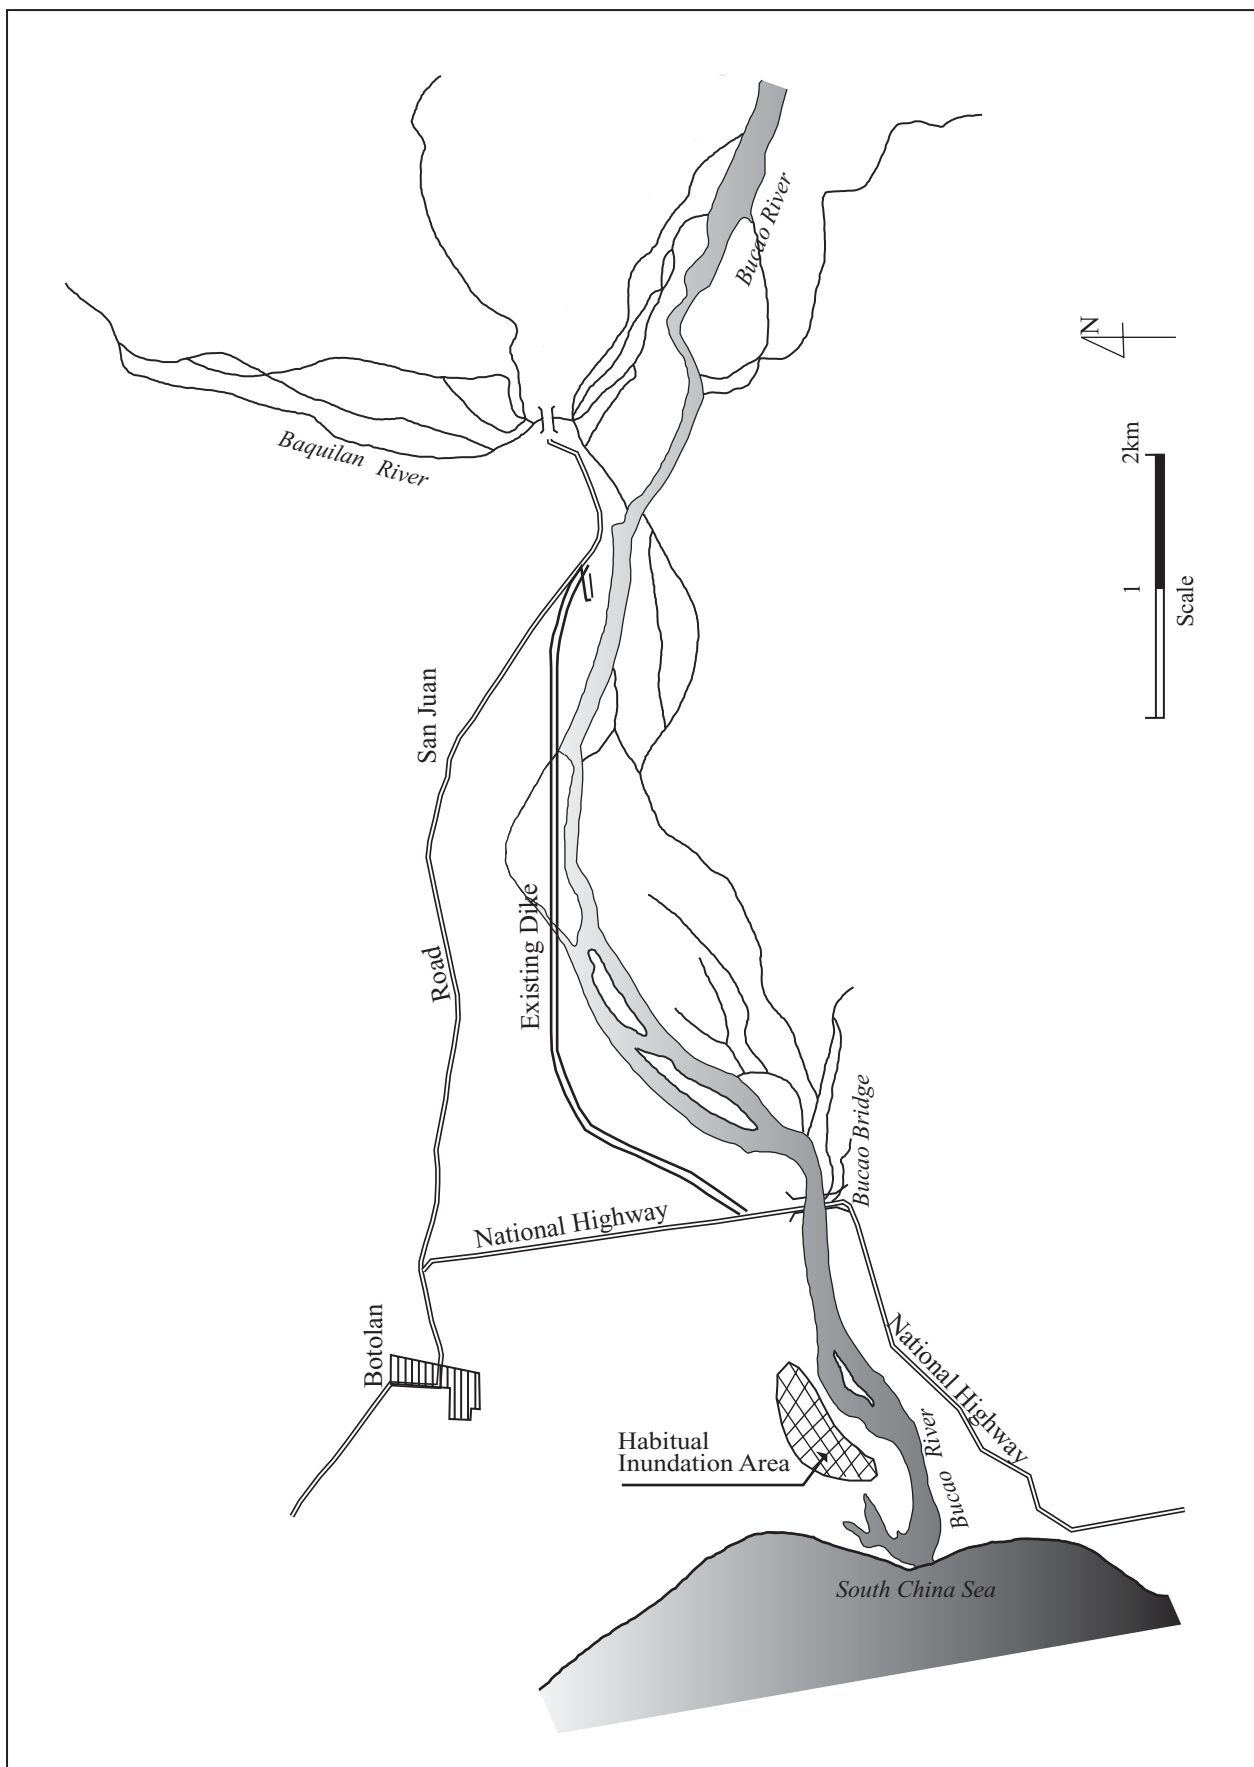 Bucao River
N
Baquilan River
2km
1
Scale
San Juan
Road
Existing Dike
Bucao Bridge
National Highway
Botolan
National Highway
Habitual
Inundation Area
Bucao River
South China Sea